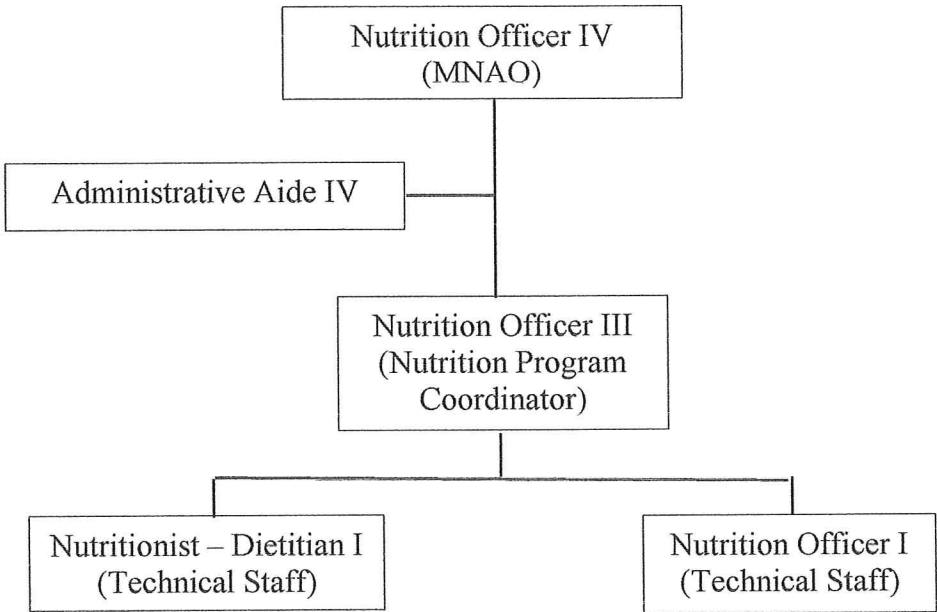 Nutrition Officer IV
(MNAO)
Administrative Aide IV
Nutrition Officer III
(Nutrition Program
Coordinator)
Nutritionist – Dietitian I
(Technical Staff)
Nutrition Officer I
(Technical Staff)